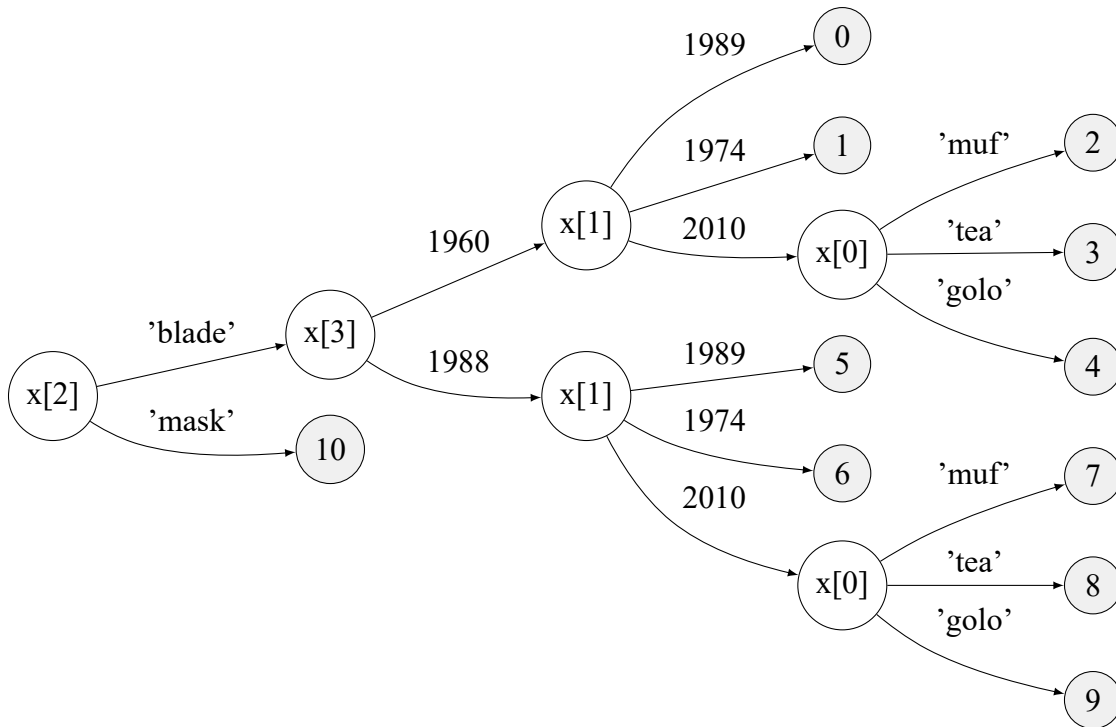 1989
0
1974
1
'muf'
2
x[1]
2010
'tea'
3
1960
x[0]
'golo'
4
'blade'
x[3]
1988
1989
5
x[2]
x[1]
1974
6
'mask'
10
2010
'muf'
7
x[0]
'tea'
8
'golo'
9